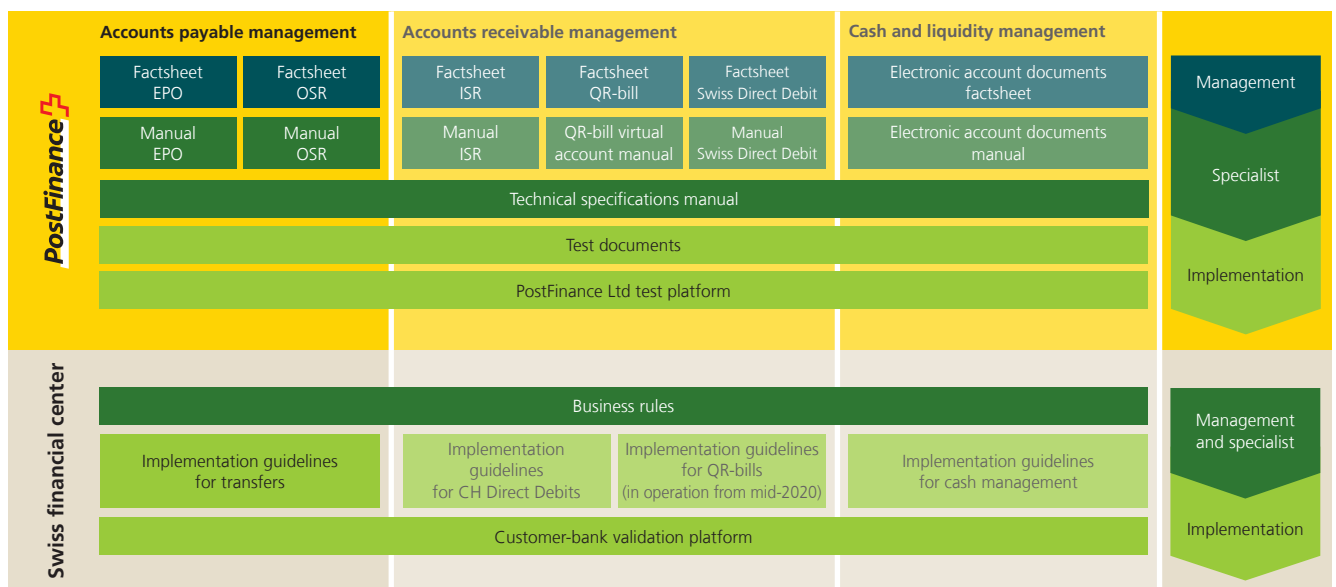 Accounts payable management
Accounts receivable management
Cash and liquidity management
PostFinance
Factsheet
EPO
Factsheet
OSR
Factsheet
ISR
Factsheet
QR-bill
Factsheet
Swiss Direct Debit
Electronic account documents
factsheet
Management
Manual
EPO
Manual
OSR
Manual
ISR
QR-bill virtual
account manual
Manual
Swiss Direct Debit
Electronic account documents
manual
Specialist
Technical specifications manual
Test documents
PostFinance Ltd test platform
Implementation
Swiss financial center
Business rules
Management
and specialist
Implementation guidelines
for transfers
Implementation
guidelines
for CH Direct Debits
Implementation guidelines
for QR-bills
(in operation from mid-2020)
Implementation guidelines
for cash management
Customer-bank validation platform
Implementation